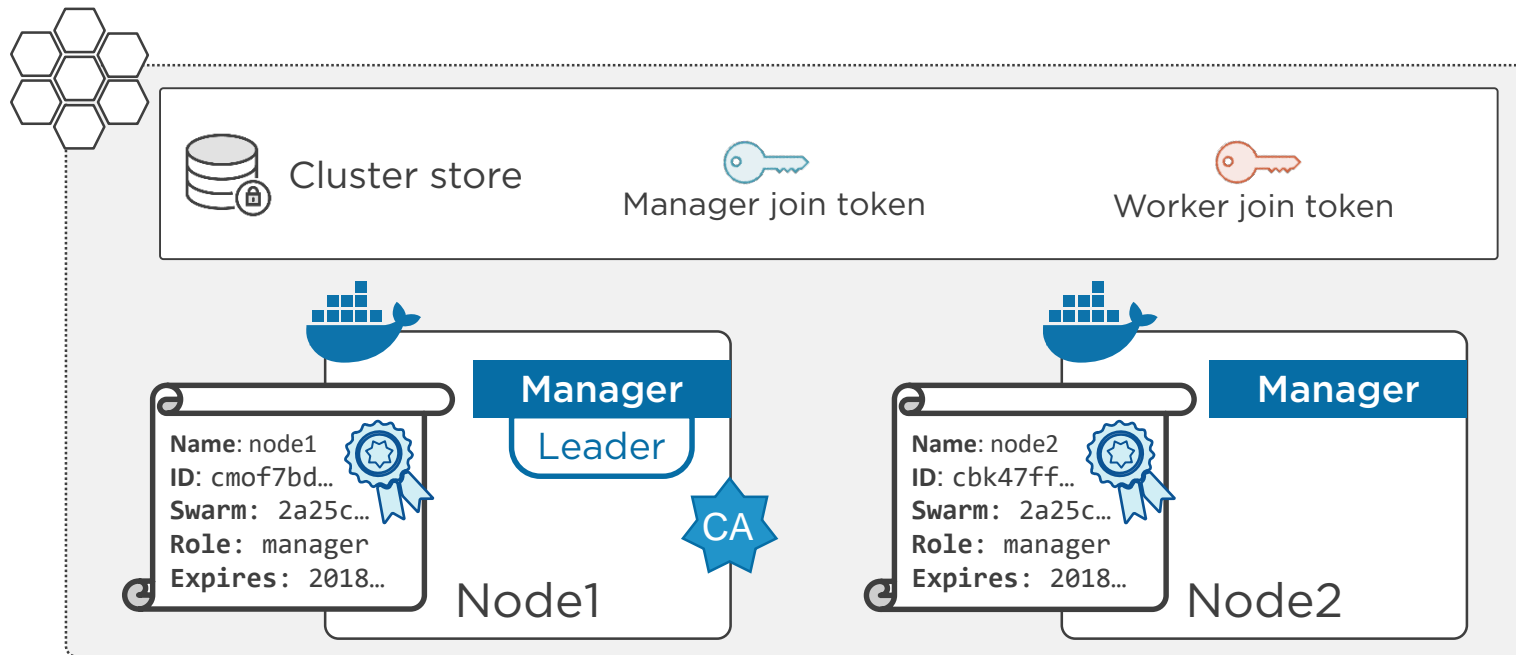 Cluster store
Manager join token
Worker join token
Manager
Leader
Name: node1
ID: cmof7bd…
Swarm: 2a25c…
Role: manager
Expires: 2018…
CA
Node1
Manager
Name: node2
ID: cbk47ff…
Swarm: 2a25c…
Role: manager
Expires: 2018…
Node2